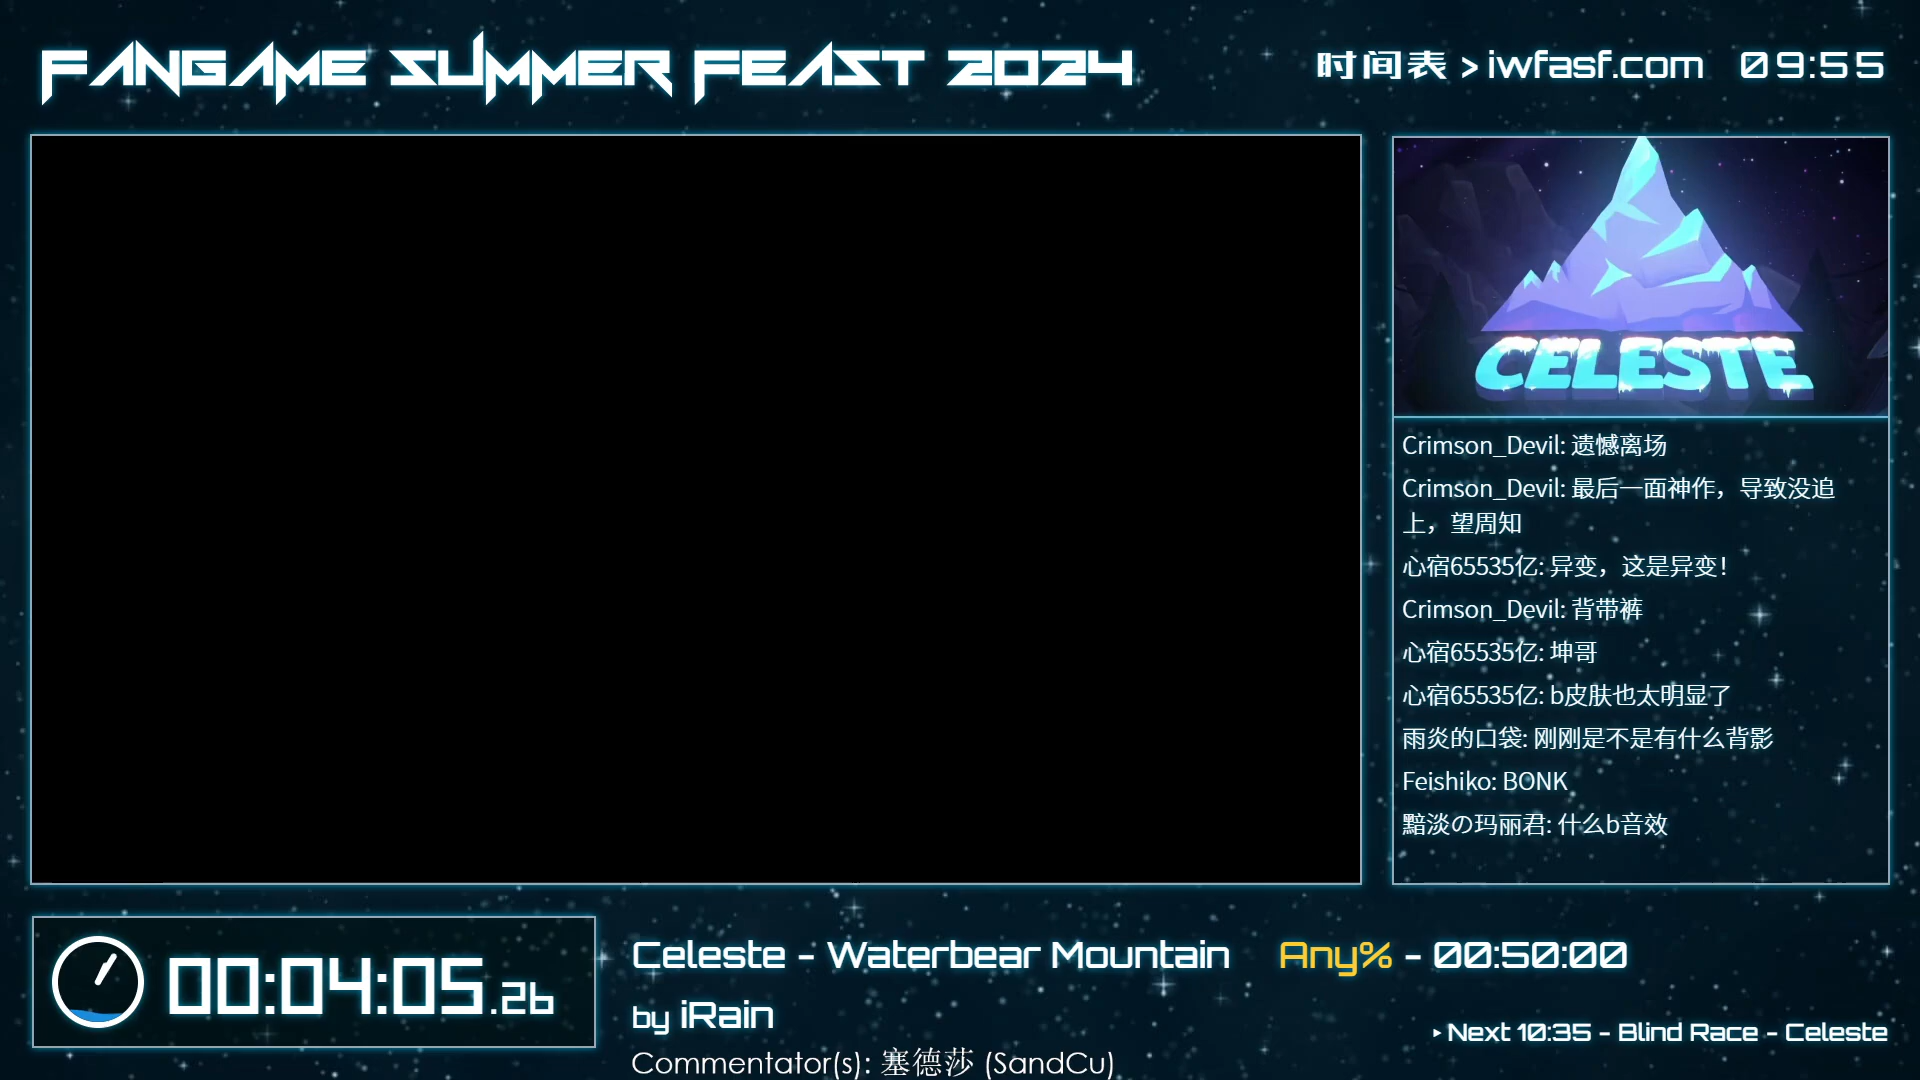 FANGAME SUMMER FEAST 2024
时间表 > iwfasf.com 09:55
CELESTE
Crimson_Devil: 遗憾离场
Crimson_Devil: 最后一面神作，导致没追
上，望周知
心宿65535亿: 异变，这是异变！
Crimson_Devil: 背带裤
心宿65535亿: 坤哥
心宿65535亿: b皮肤也太明显了
雨炎的口袋: 刚刚是不是有什么背影
Feishiko: BONK
黯淡の玛丽君: 什么b音效
00:04:05.26
Celeste - Waterbear Mountain Any% - 00:50:00
by iRain
Commentator(s): 塞德莎 (SandCu)
▸ Next 10:35 - Blind Race - Celeste